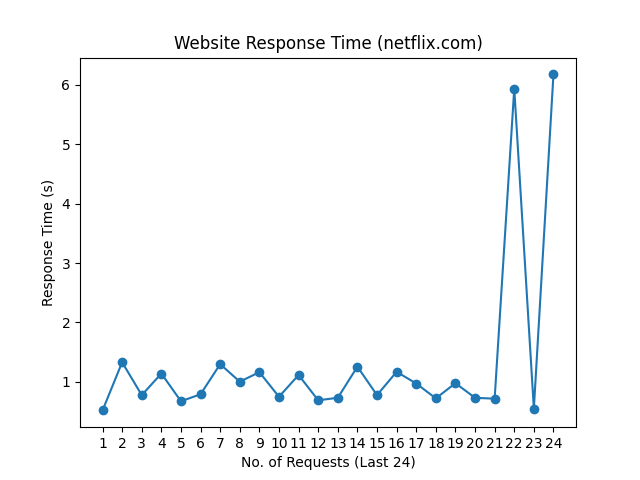 Website Response Time (netflix.com)
6
5
4
3
2
1
Response Time (s)
1 2 3 4 5 6 7 8 9 10 11 12 13 14 15 16 17 18 19 20 21 22 23 24
No. of Requests (Last 24)